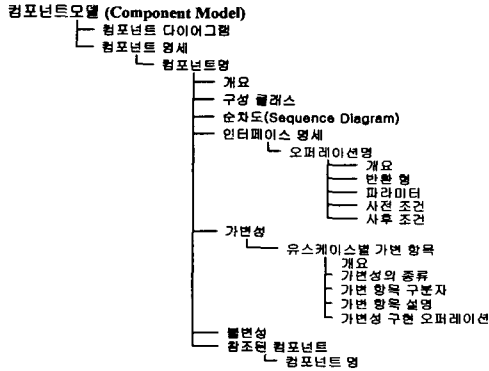 컴포넌트모델 (Component Model)
컴포넌트 다이어그램
컴포넌트 명세
컴포넌트명
개요
구성 클래스
순차도(Sequence Diagram)
인터페이스 명세
오퍼레이션명
개요
반환 형
파라미터
사전 조건
사후 조건
가변성
유스케이스별 가변 항목
개요
가변성의 종류
가변 항목 구분자
가변 항목 설명
가변성 구현 오퍼레이션
불변성
참조된 컴포넌트
컴포넌트 명